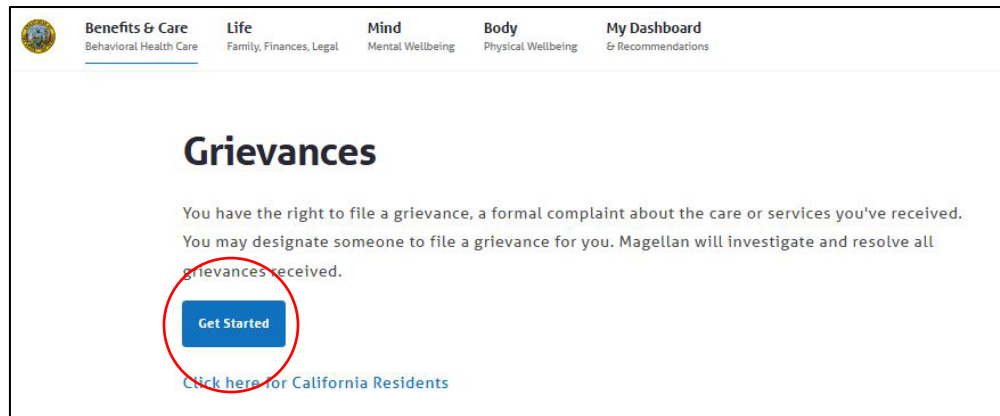 Benefits & Care Life Mind Body My Dashboard
Behavioral Health Care Family, Finances, Legal Mental Wellbeing Physical Wellbeing & Recommendations
Grievances
You have the right to file a grievance, a formal complaint about the care or services you've received.
You may designate someone to file a grievance for you. Magellan will investigate and resolve all
grievances received.
Get Started
Click here for California Residents